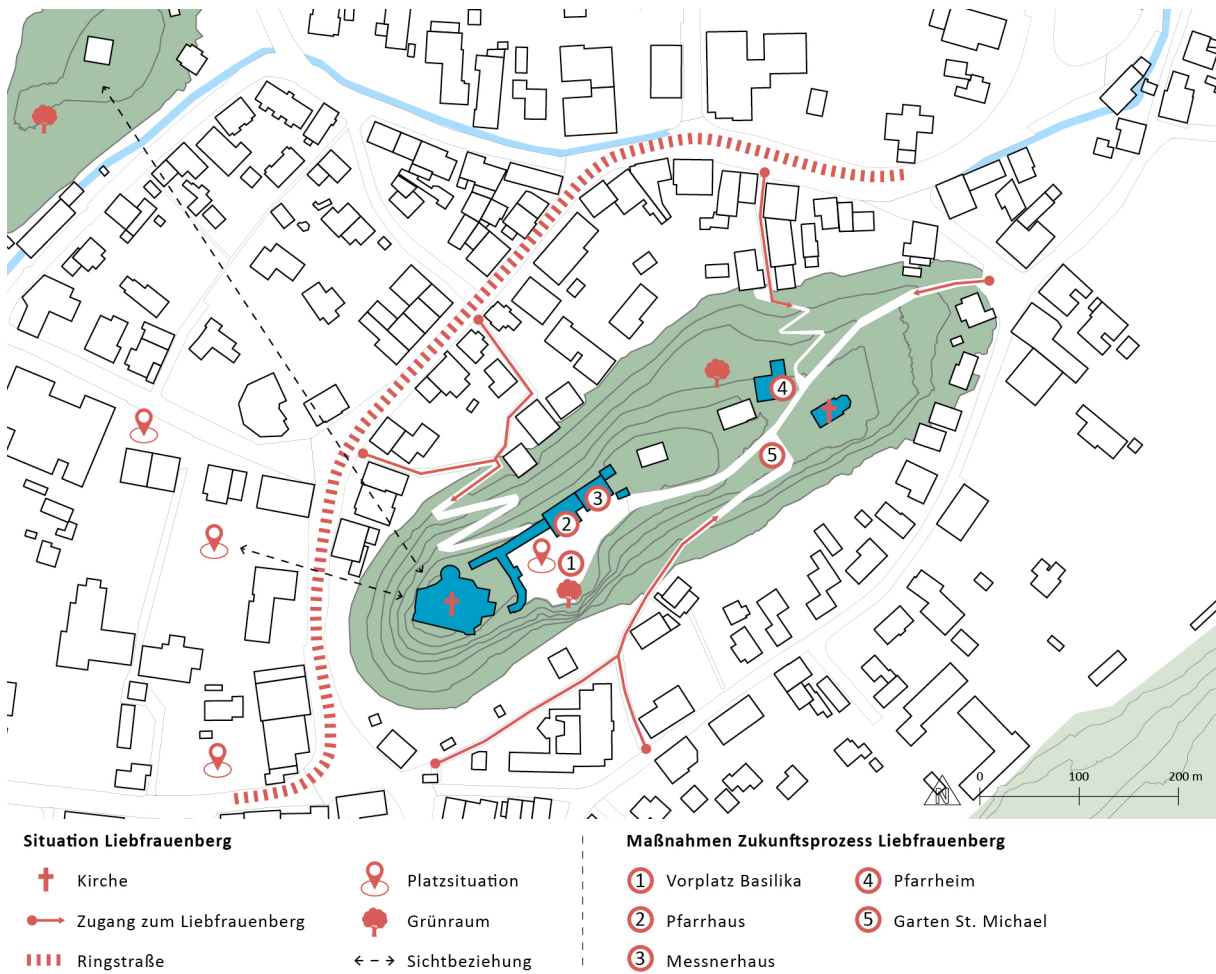 4
5
3
2
1
N
0 100 200 m
Situation Liebfrauenberg
Kirche
Zugang zum Liebfrauenberg
Ringstraße
Platzsituation
Grünraum
Sichtbeziehung
Maßnahmen Zukunftsprozess Liebfrauenberg
1 Vorplatz Basilika
2 Pfarrhaus
3 Messnerhaus
4 Pfarrheim
5 Garten St. Michael